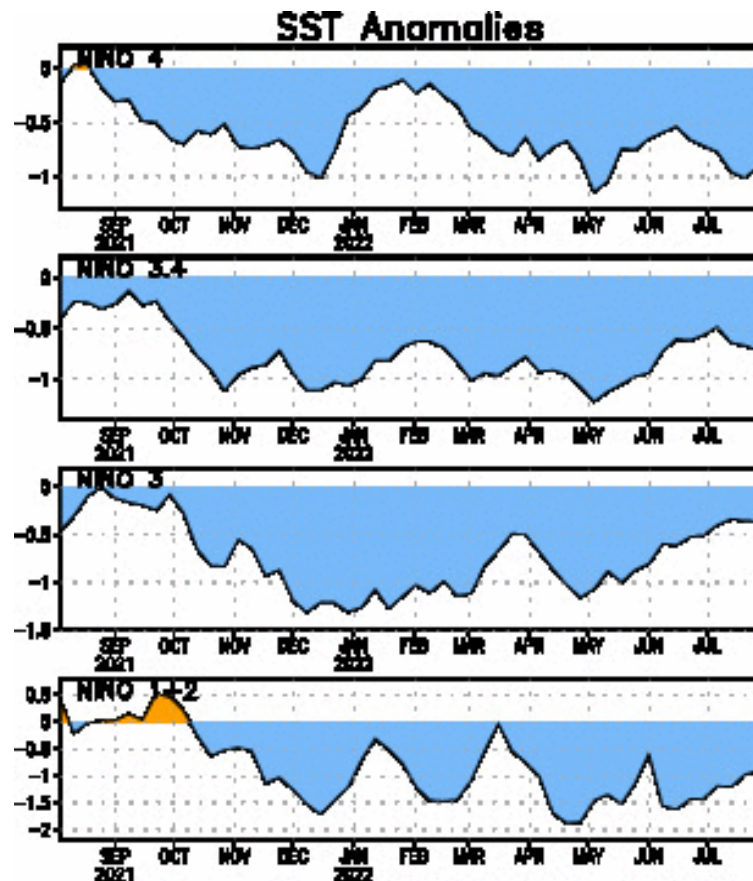 SST Anomalies
NINO 4
0
-0.5
-1
SEP OCT NOV DEC JAN FEB MAR APR MAY JUN JUL
2021 2022
NINO 3.4
0
-0.5
-1
SEP OCT NOV DEC JAN FEB MAR APR MAY JUN JUL
2021 2022
NINO 3
0
-0.5
-1
-1.5
SEP OCT NOV DEC JAN FEB MAR APR MAY JUN JUL
2021 2022
NINO 1+2
0.5
0
-0.5
-1
-1.5
-2
SEP OCT NOV DEC JAN FEB MAR APR MAY JUN JUL
2021 2022